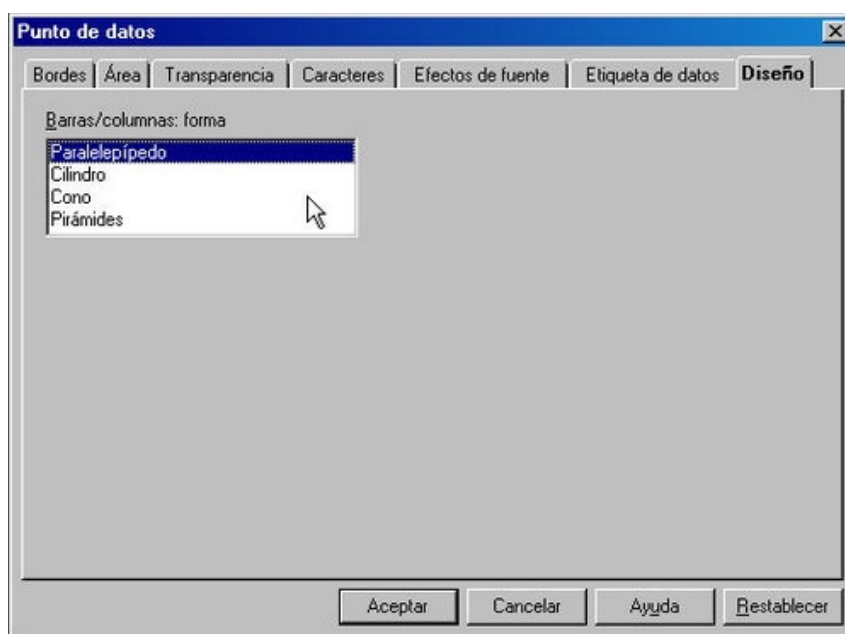 Punto de datos
Bordes Área Transparencia Caracteres Efectos de fuente Etiqueta de datos Diseño
Barras/columnas: forma
Paralelepípedo
Cilindro
Cono
Pirámides
Aceptar Cancelar Ayuda Restablecer